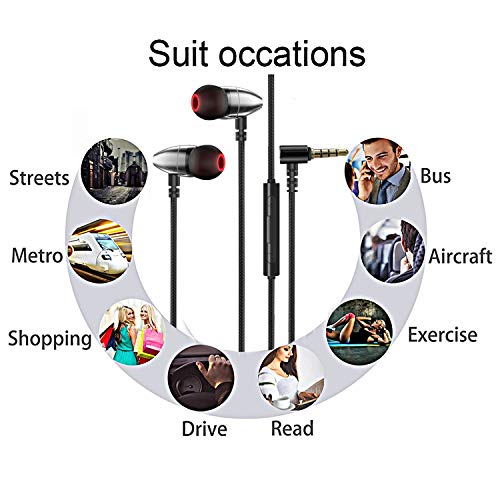 Suit occations
Streets
Bus
Metro
Aircraft
Shopping
Exercise
Drive
Read